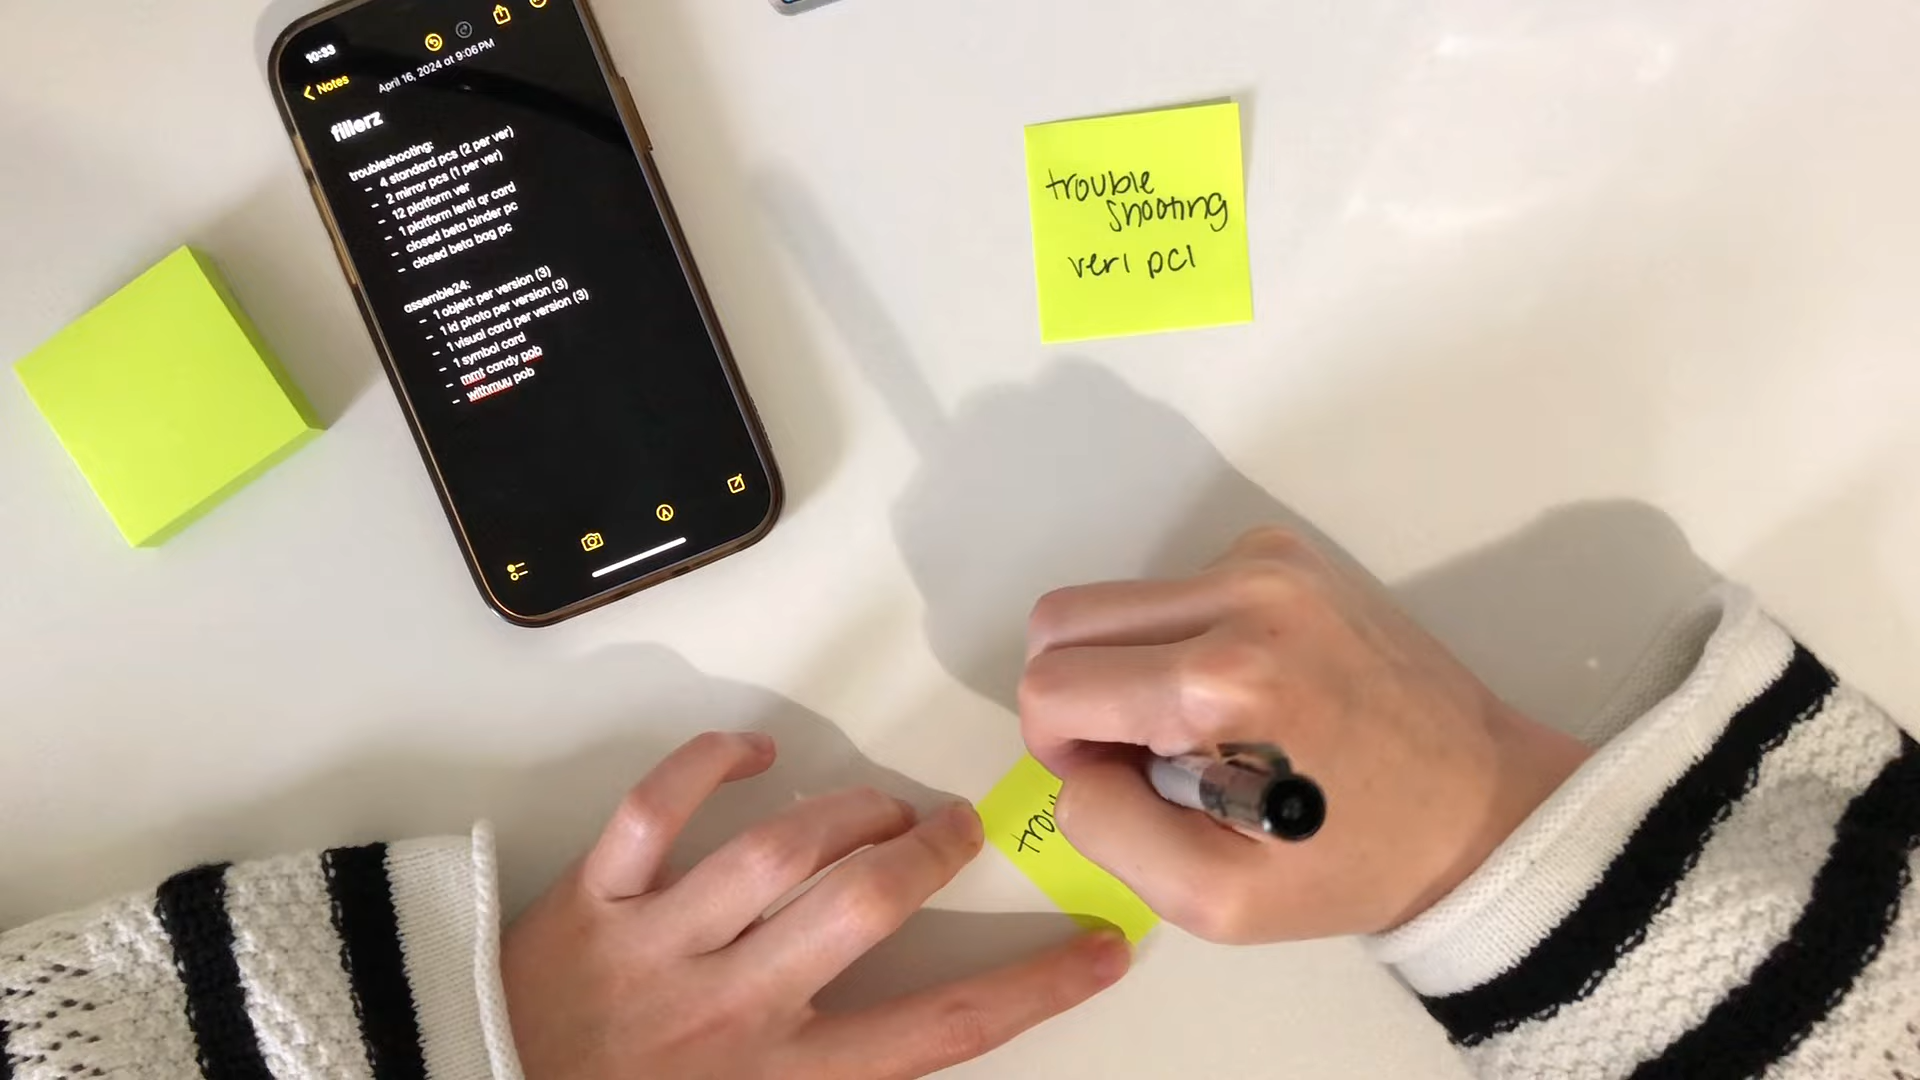 10:33
Notes
April 16, 2024 at 9:06 PM
fillerz
troubleshooting:
– 4 standard pcs (2 per ver)
– 2 mirror pcs (1 per ver)
– 12 platform ver
– 1 platform lenti qr card
– closed beta binder pc
– closed beta bag pc
assemble24:
– 1 objekt per version (3)
– 1 id photo per version (3)
– 1 visual card per version (3)
– 1 symbol card
– mmt candy pob
– withmuu pob
trouble
shooting
ver1 pc1
trou